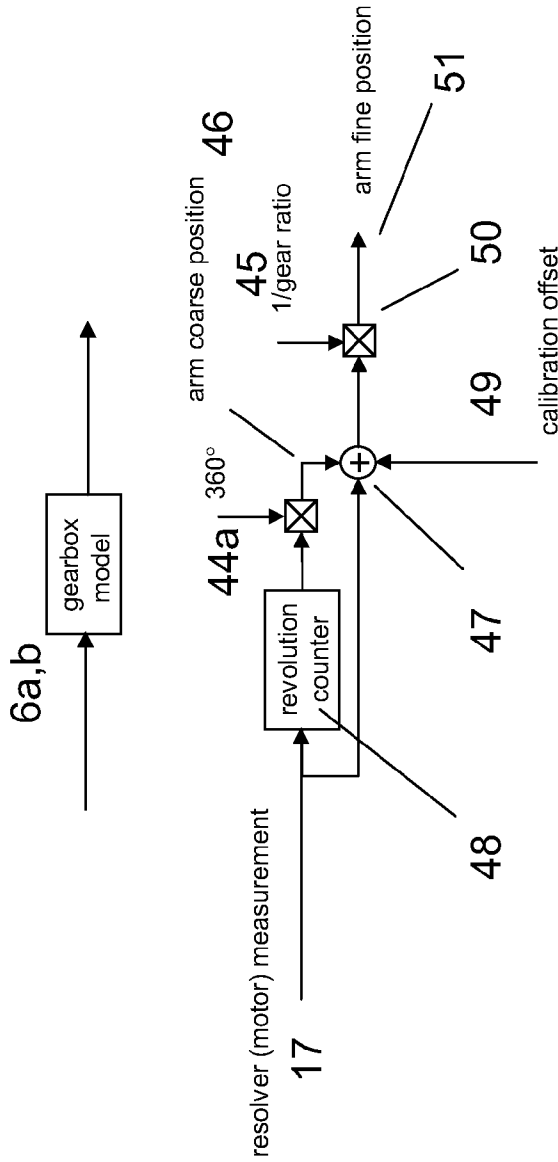 6a,b
gearbox
model
arm coarse position
46
45
1/gear ratio
360°
44a
arm fine position
51
50
revolution
counter
resolver (motor) measurement
17
48
47
49
calibration offset